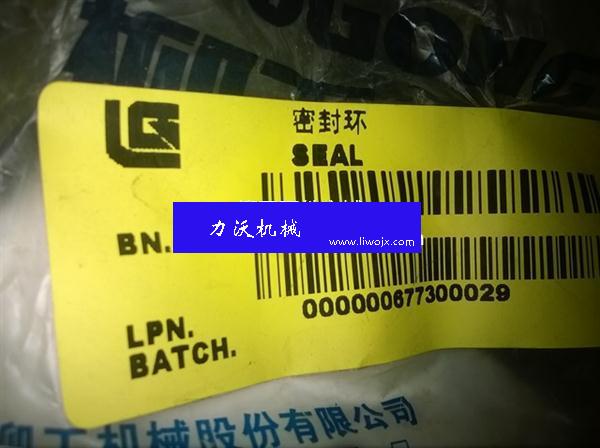 密封环
SEAL
BN.
力沃机械
www.liwojx.com
000000677300029
LPN.
BATCH.
工机械股份有限公司